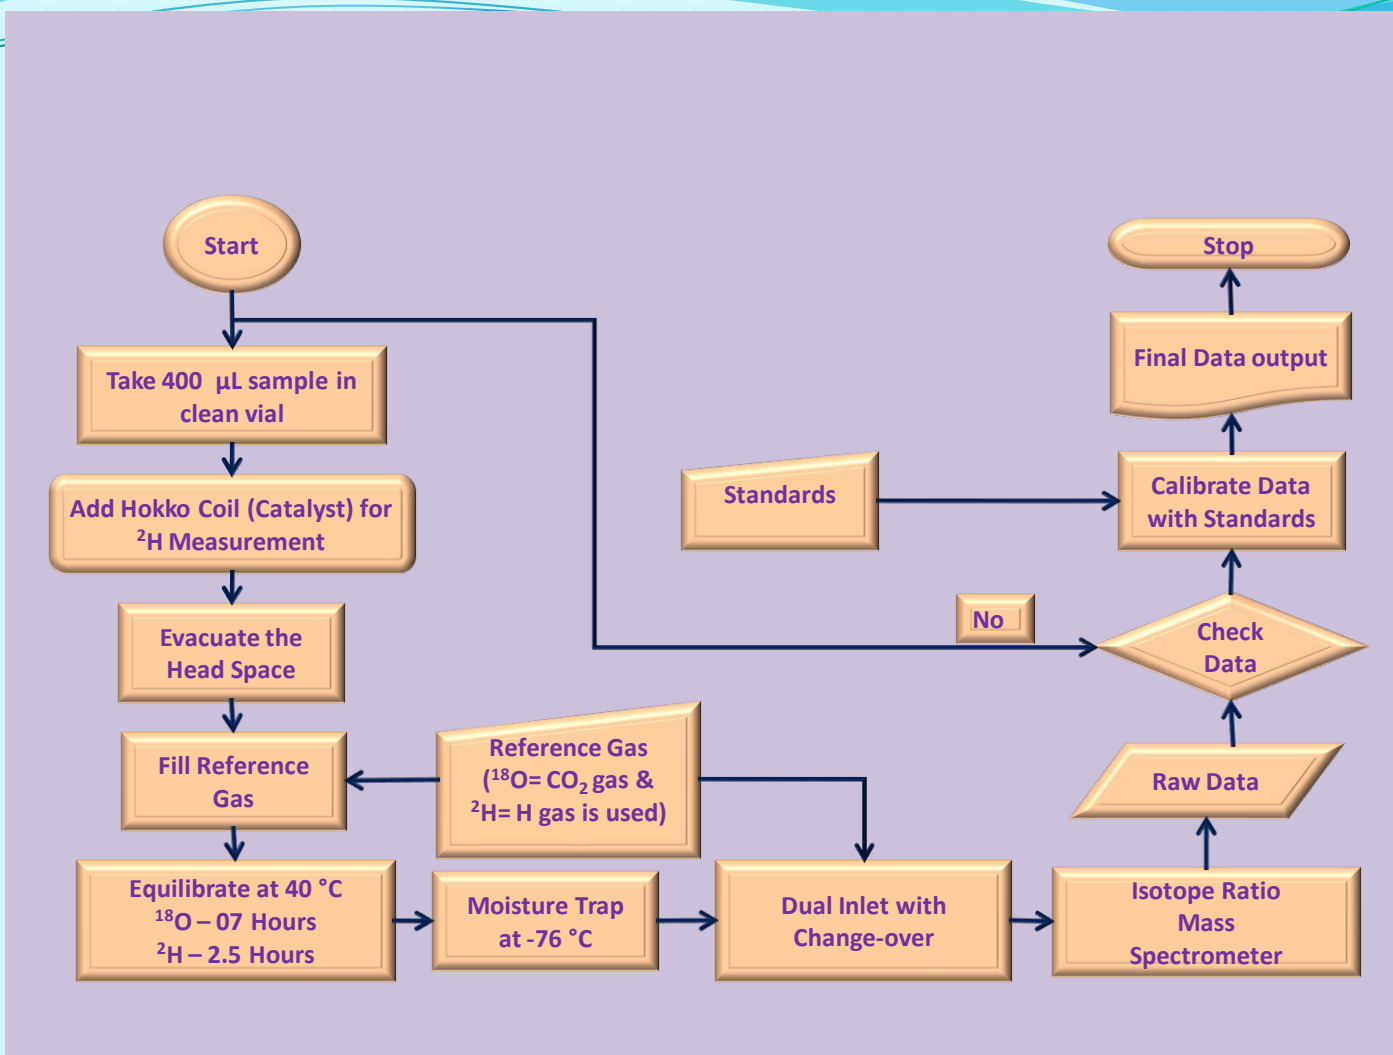 Start
Take 400 µL sample in
clean vial
Add Hokko Coil (Catalyst) for
²H Measurement
Evacuate the
Head Space
Fill Reference
Gas
Reference Gas
(¹⁸O= CO₂ gas &
²H= H gas is used)
Equilibrate at 40 °C
¹⁸O – 07 Hours
²H – 2.5 Hours
Moisture Trap
at -76 °C
Dual Inlet with
Change-over
Isotope Ratio
Mass
Spectrometer
Raw Data
Check
Data
No
Standards
Calibrate Data
with Standards
Final Data output
Stop